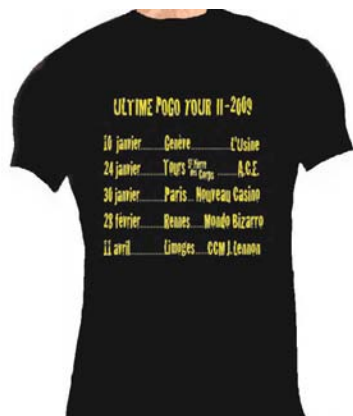 ULTIME POGO TOUR II-2009
10 janvier....Genève..........L'Usine
24 janvier....Tours St Pierre des Corps....A.C.E.
30 janvier....Paris...Nouveau Casino
28 février....Rennes....Mondo Bizarro
11 avril........Limoges...CCM J. Lennon